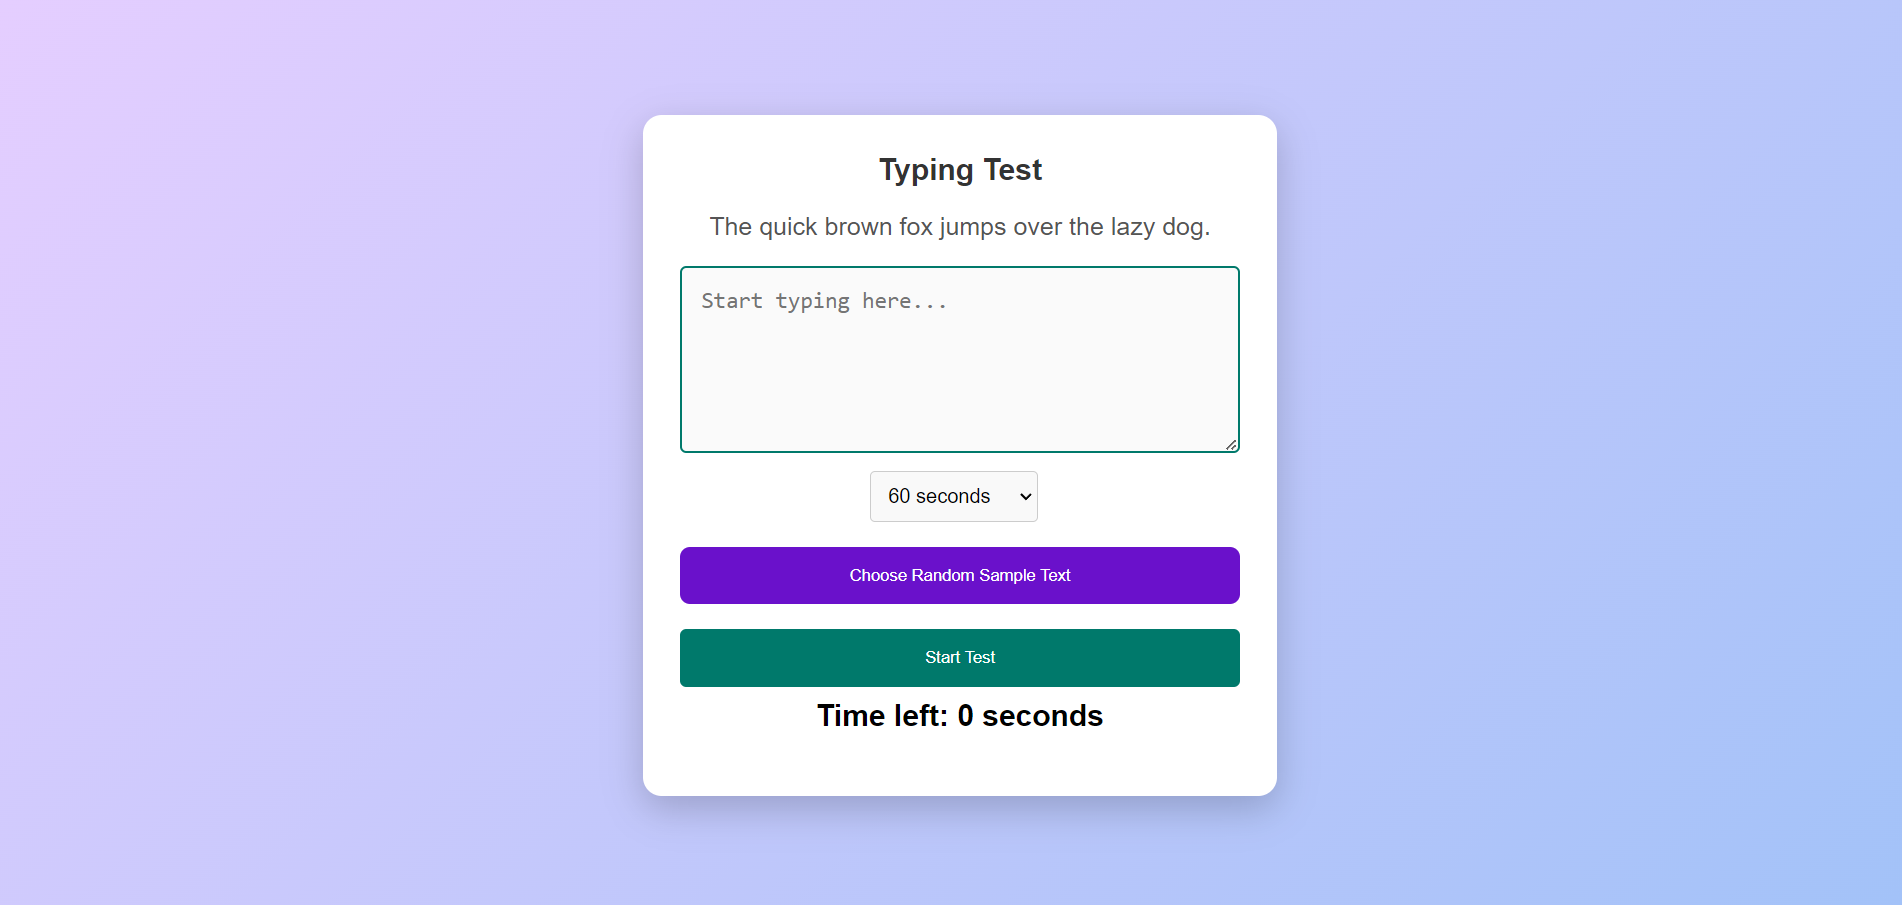 Typing Test
The quick brown fox jumps over the lazy dog.
Start typing here...
60 seconds
Choose Random Sample Text
Start Test
Time left: 0 seconds